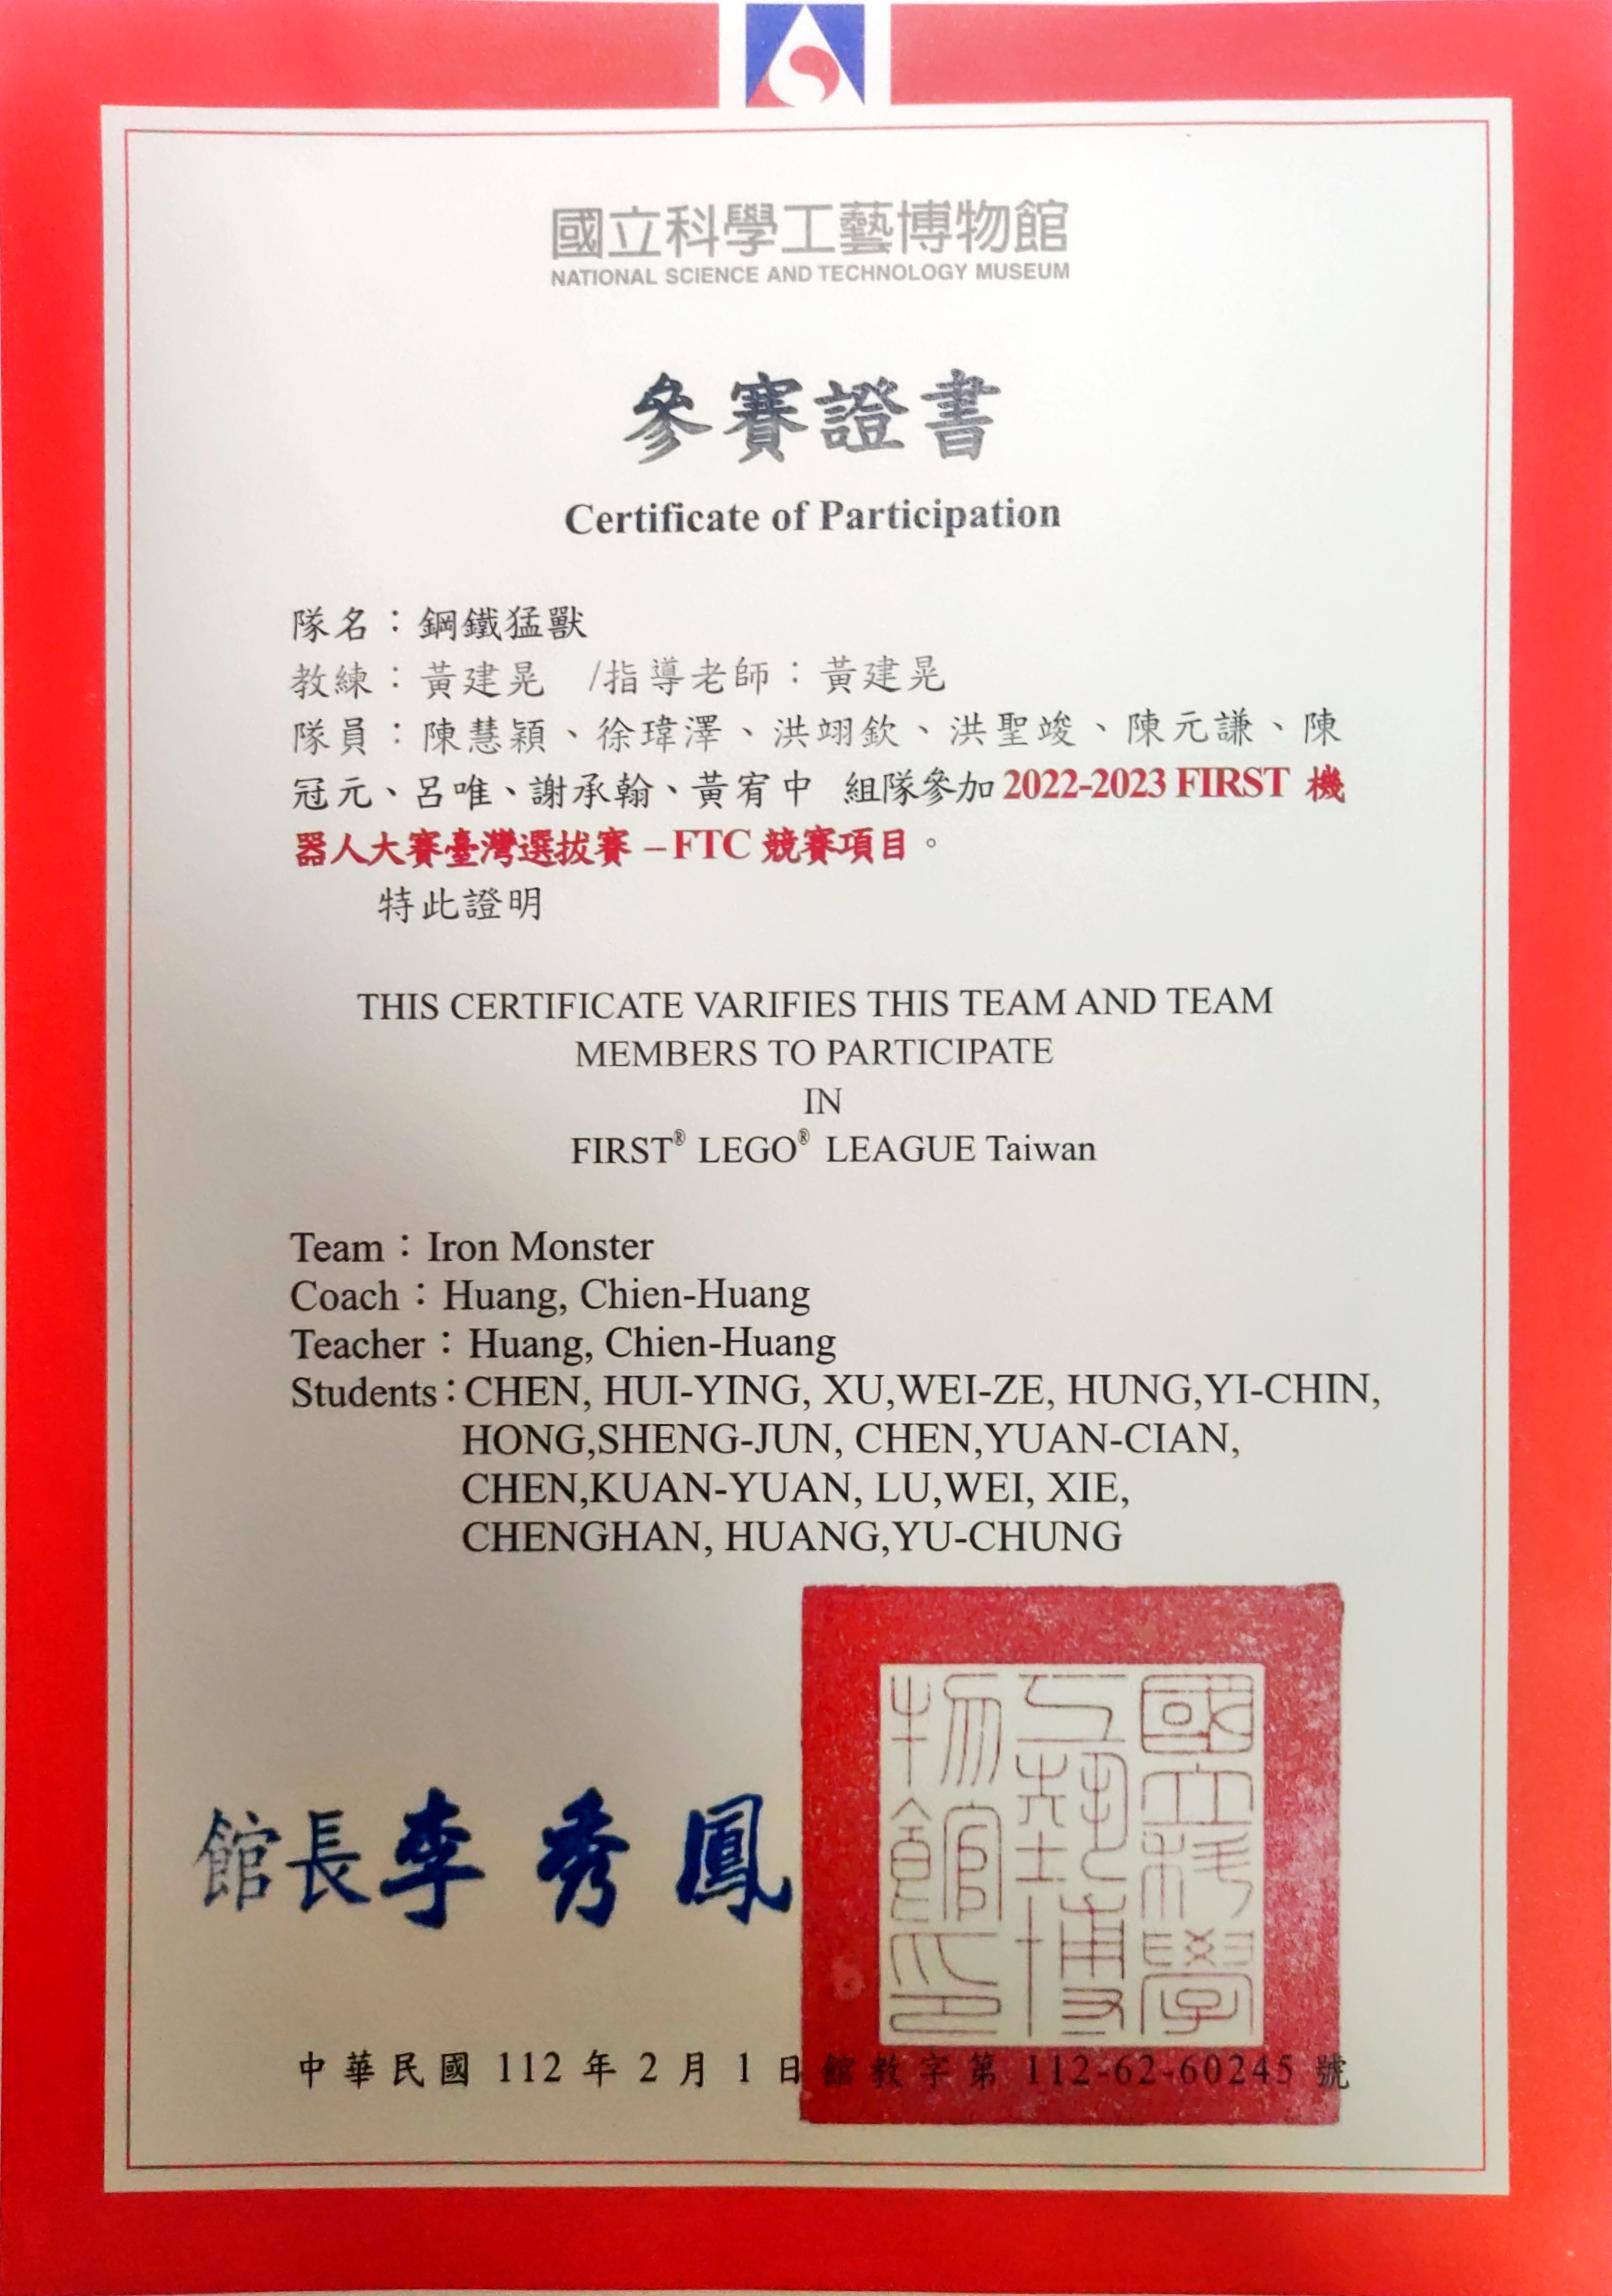 國立科學工藝博物館
NATIONAL SCIENCE AND TECHNOLOGY MUSEUM
參賽證書
Certificate of Participation
隊名：鋼鐵猛獸
教練：黃建晃 /指導老師：黃建晃
隊員：陳慧穎、徐瑋澤、洪翊欽、洪聖竣、陳元謙、陳
冠元、呂唯、謝承翰、黃宥中 組隊參加 2022-2023 FIRST 機
器人大賽臺灣選拔賽 – FTC 競賽項目。
特此證明
THIS CERTIFICATE VARIFIES THIS TEAM AND TEAM
MEMBERS TO PARTICIPATE
IN
FIRST® LEGO® LEAGUE Taiwan
Team：Iron Monster
Coach：Huang, Chien-Huang
Teacher：Huang, Chien-Huang
Students：CHEN, HUI-YING, XU,WEI-ZE, HUNG,YI-CHIN,
HONG,SHENG-JUN, CHEN,YUAN-CIAN,
CHEN,KUAN-YUAN, LU,WEI, XIE,
CHENGHAN, HUANG,YU-CHUNG
國立科學
工藝博
物館印
館長李秀鳳
中華民國 112 年 2 月 1 日 館教字第 112-62-60245 號